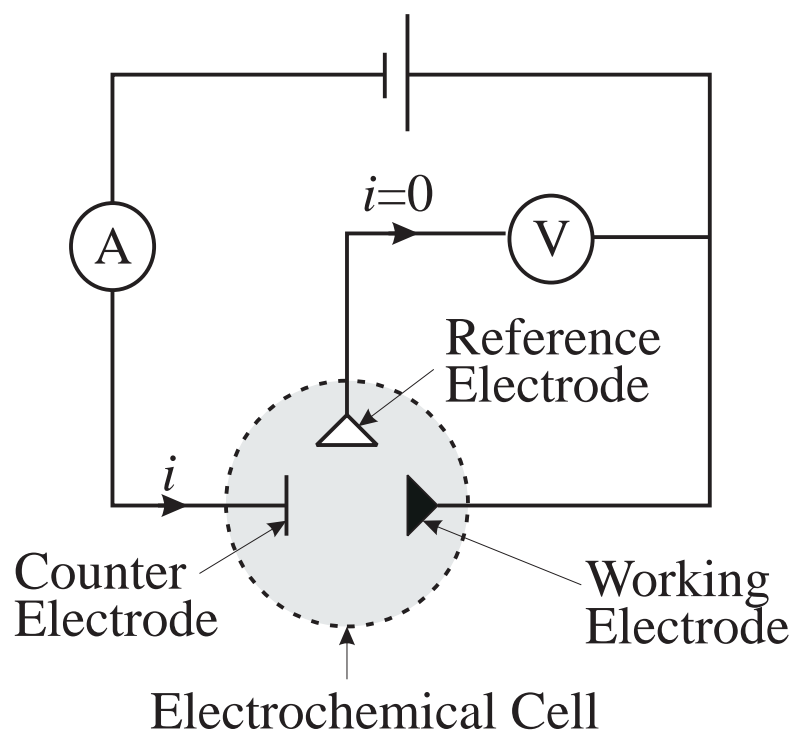 i=0
A
V
Reference
Electrode
i
Counter
Electrode
Working
Electrode
Electrochemical Cell